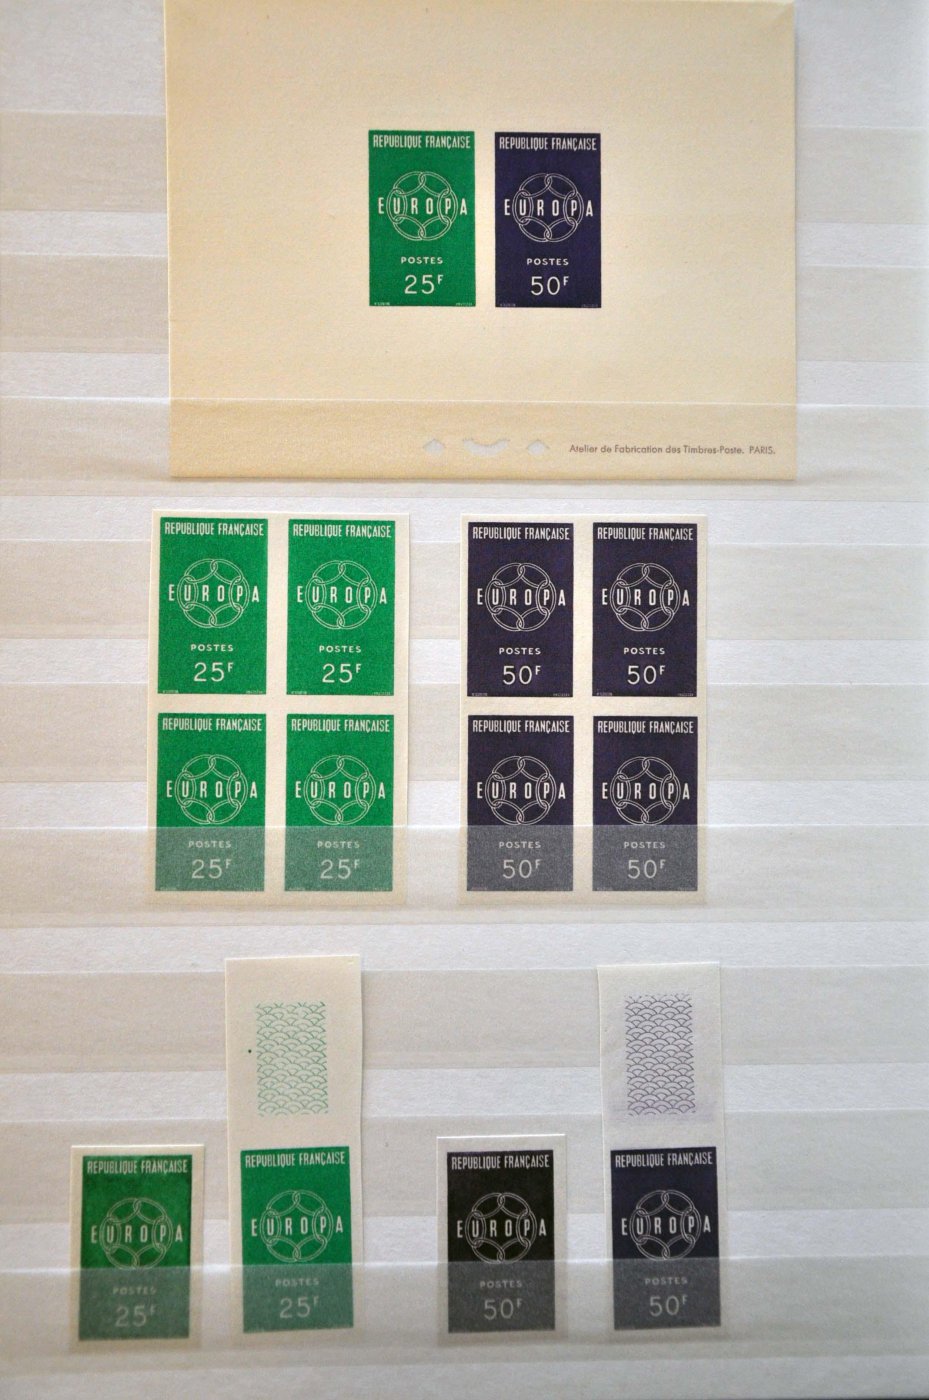 REPUBLIQUE FRANÇAISE
EUROPA
POSTES
25F
REPUBLIQUE FRANÇAISE
EUROPA
POSTES
50F
Atelier de Fabrication des Timbres-Poste. PARIS.
REPUBLIQUE FRANÇAISE
EUROPA
POSTES
25F
REPUBLIQUE FRANÇAISE
EUROPA
POSTES
25F
REPUBLIQUE FRANÇAISE
EUROPA
POSTES
50F
REPUBLIQUE FRANÇAISE
EUROPA
POSTES
50F
REPUBLIQUE FRANÇAISE
EUROPA
POSTES
25F
REPUBLIQUE FRANÇAISE
EUROPA
POSTES
25F
REPUBLIQUE FRANÇAISE
EUROPA
POSTES
50F
REPUBLIQUE FRANÇAISE
EUROPA
POSTES
50F
REPUBLIQUE FRANÇAISE
EUROPA
POSTES
25F
REPUBLIQUE FRANÇAISE
EUROPA
POSTES
25F
REPUBLIQUE FRANÇAISE
EUROPA
POSTES
50F
REPUBLIQUE FRANÇAISE
EUROPA
POSTES
50F